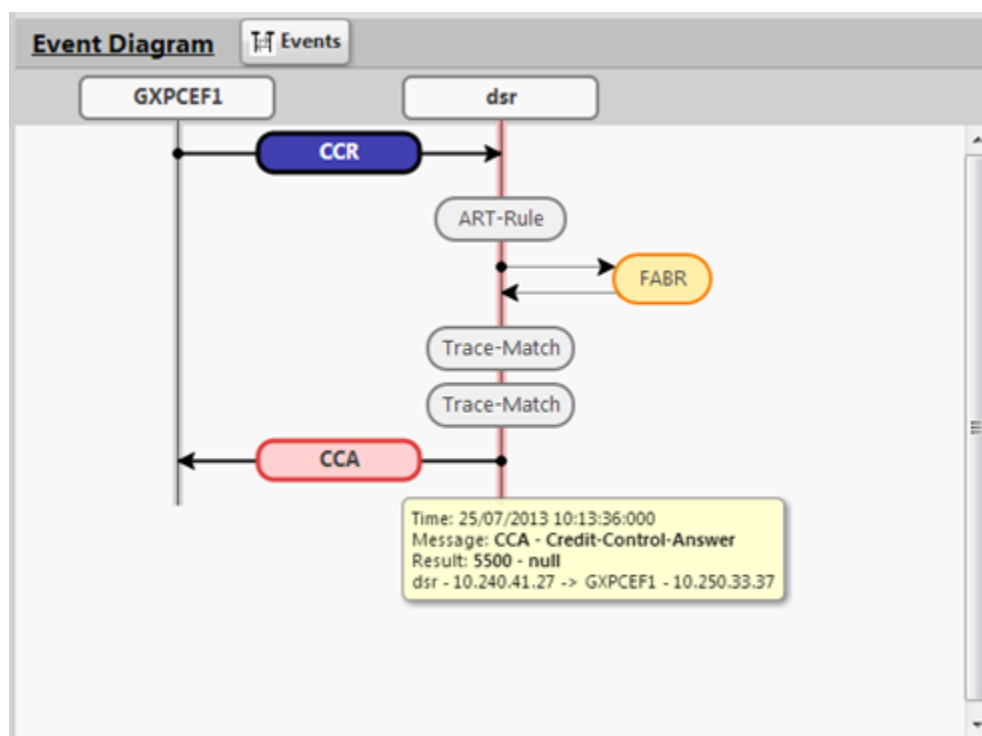 Event Diagram
Events
GXPCEF1
dsr
CCR
ART-Rule
FABR
Trace-Match
Trace-Match
CCA
Time: 25/07/2013 10:13:36:000
Message: CCA - Credit-Control-Answer
Result: 5500 - null
dsr - 10.240.41.27 -> GXPCEF1 - 10.250.33.37